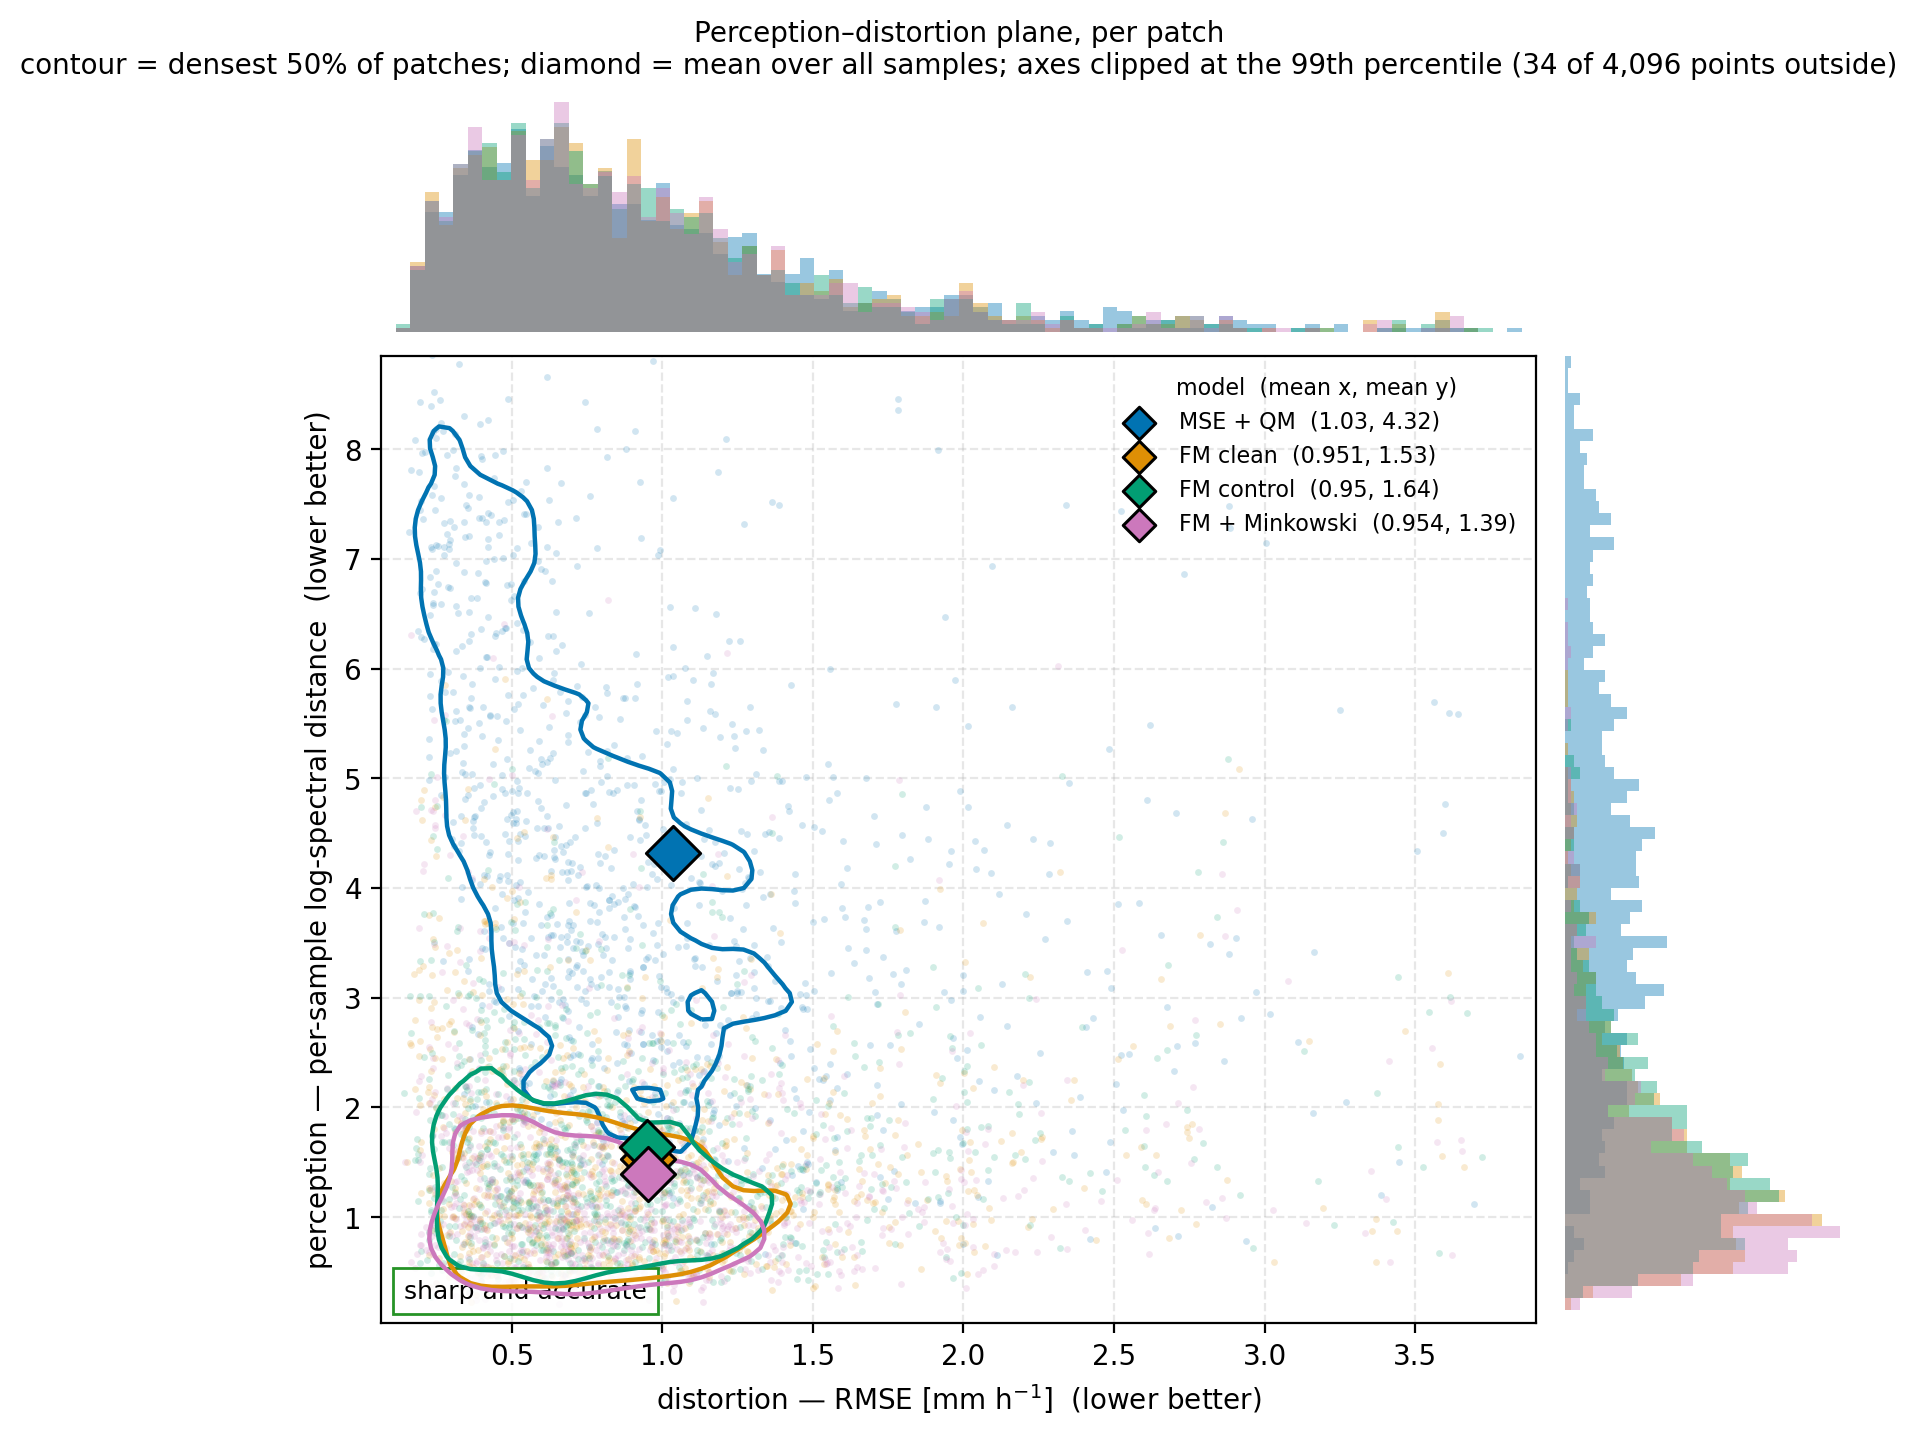 Perception–distortion plane, per patch
contour = densest 50% of patches; diamond = mean over all samples; axes clipped at the 99th percentile (34 of 4,096 points outside)
model  (mean x, mean y)
MSE + QM  (1.03, 4.32)
FM clean  (0.951, 1.53)
FM control  (0.95, 1.64)
FM + Minkowski  (0.954, 1.39)
perception — per-sample log-spectral distance  (lower better)
8
7
6
5
4
3
2
1
sharp and accurate
0.5 1.0 1.5 2.0 2.5 3.0 3.5
distortion — RMSE [mm h⁻¹]  (lower better)